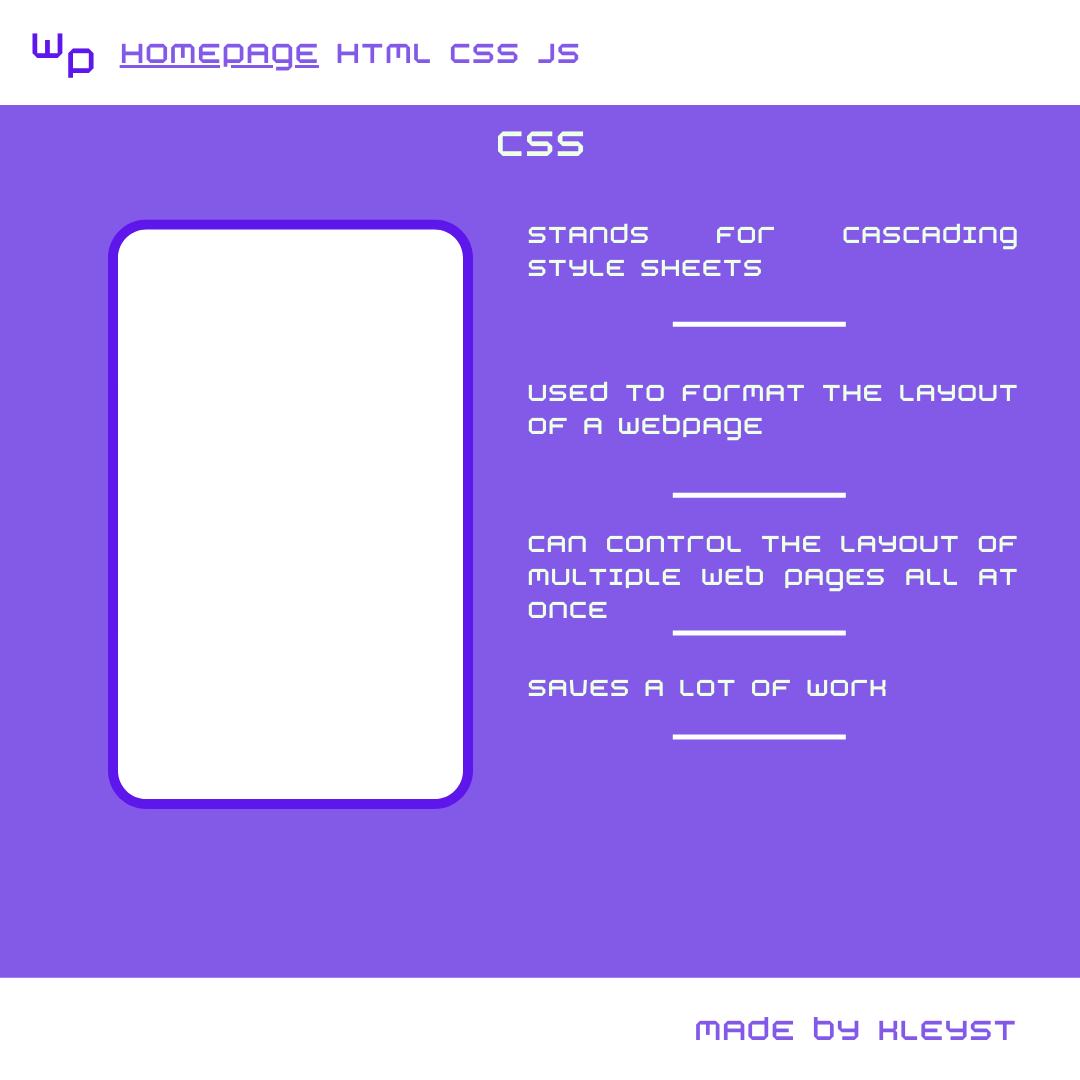 WP
HOMEPAGE HTML CSS JS
CSS
STANDS FOR CASCADING
STYLE SHEETS
USED TO FORMAT THE LAYOUT
OF A WEBPAGE
CAN CONTROL THE LAYOUT OF
MULTIPLE WEB PAGES ALL AT
ONCE
SAVES A LOT OF WORK
MADE BY KLEYST